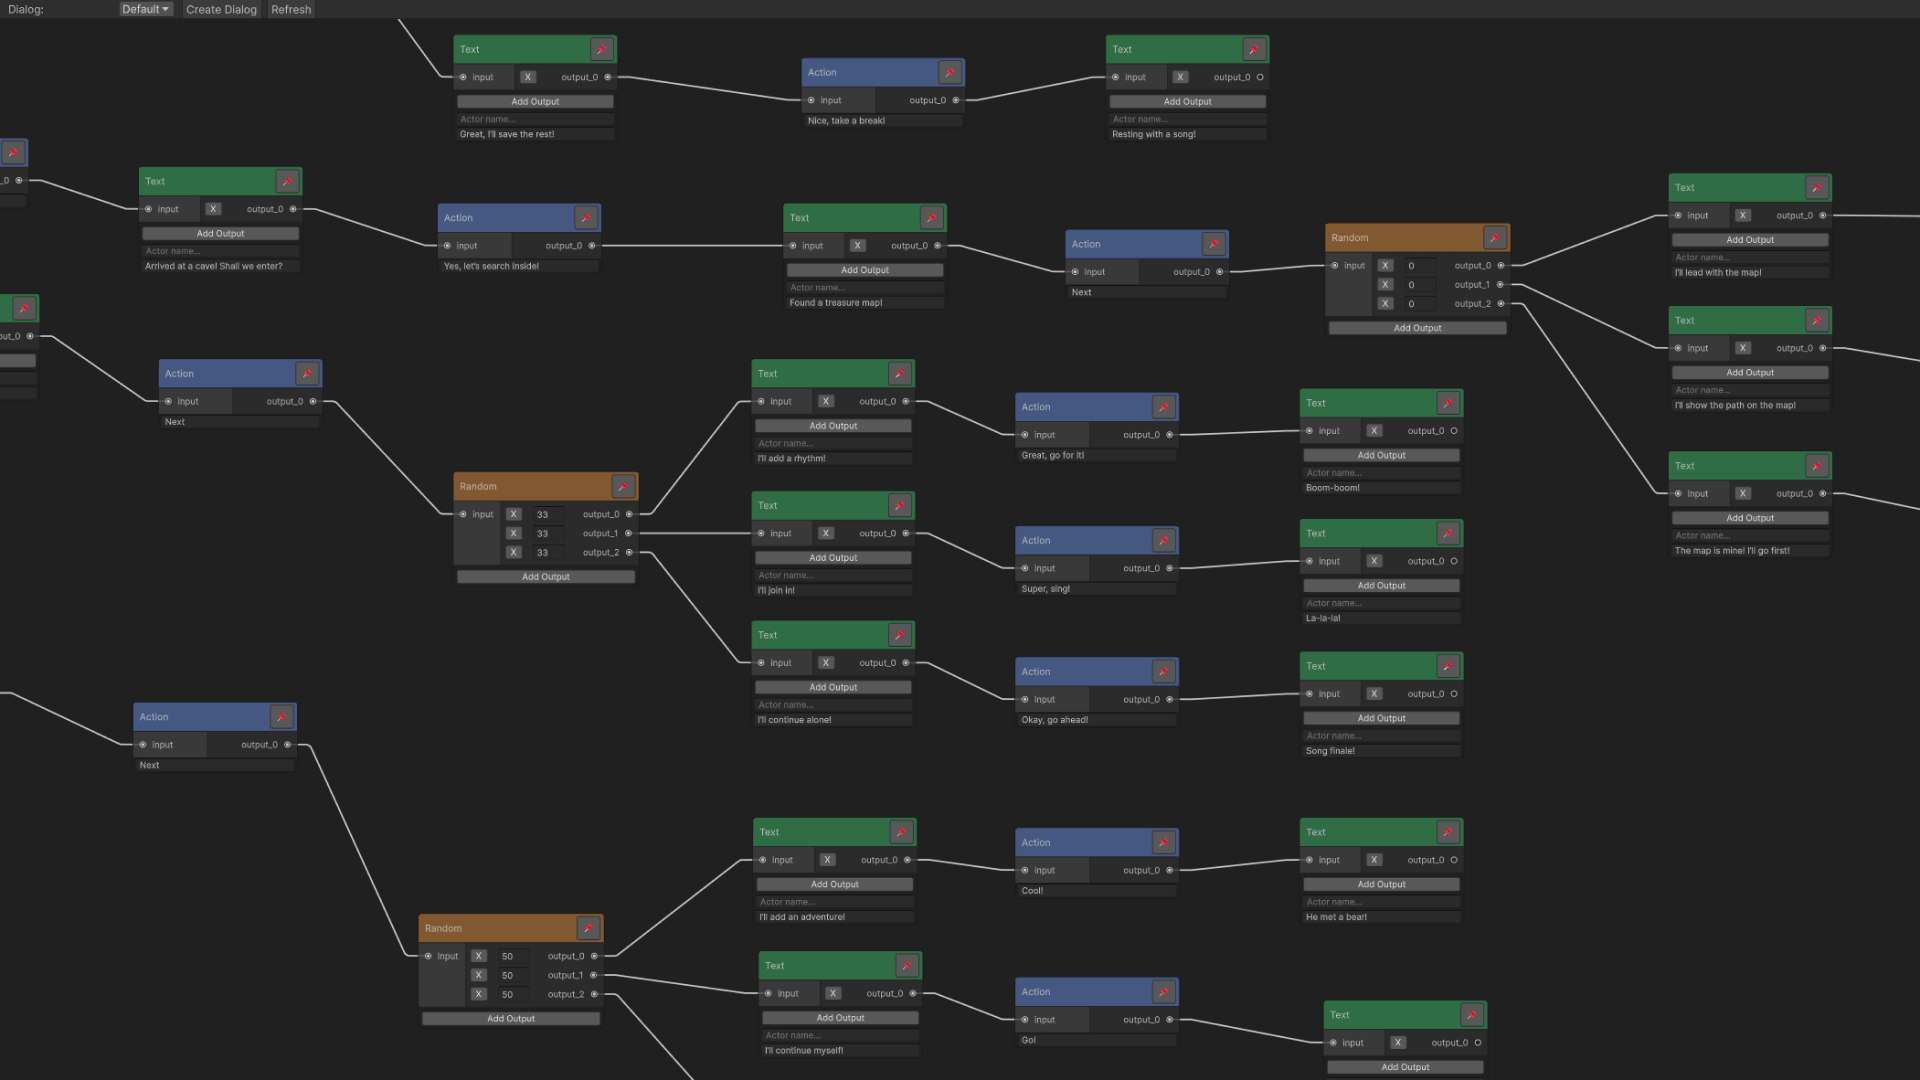 Dialog: Default Create Dialog Refresh
Text
input X output_0
Add Output
Actor name...
Great, I'll save the rest!
Action
input output_0
Nice, take a break!
Text
input X output_0
Add Output
Actor name...
Resting with a song!
_0
Text
input X output_0
Add Output
Actor name...
Arrived at a cave! Shall we enter?
Action
input output_0
Yes, let's search inside!
Text
input X output_0
Add Output
Actor name...
Found a treasure map!
Action
input output_0
Next
Random
input X 0 output_0
X 0 output_1
X 0 output_2
Add Output
Text
input X output_0
Add Output
Actor name...
I'll lead with the map!
Text
input X output_0
Add Output
Actor name...
I'll show the path on the map!
Text
input X output_0
Add Output
Actor name...
The map is mine! I'll go first!
out_0
Action
input output_0
Next
Random
input X 33 output_0
X 33 output_1
X 33 output_2
Add Output
Text
input X output_0
Add Output
Actor name...
I'll add a rhythm!
Action
input output_0
Great, go for it!
Text
input X output_0
Add Output
Actor name...
Boom-boom!
Text
input X output_0
Add Output
Actor name...
I'll join in!
Action
input output_0
Super, sing!
Text
input X output_0
Add Output
Actor name...
La-la-la!
Text
input X output_0
Add Output
Actor name...
I'll continue alone!
Action
input output_0
Okay, go ahead!
Text
input X output_0
Add Output
Actor name...
Song finale!
Action
input output_0
Next
Random
input X 50 output_0
X 50 output_1
X 50 output_2
Add Output
Text
input X output_0
Add Output
Actor name...
I'll add an adventure!
Action
input output_0
Cool!
Text
input X output_0
Add Output
Actor name...
He met a bear!
Text
input X output_0
Add Output
Actor name...
I'll continue myself!
Action
input output_0
Go!
Text
input X output_0
Add Output